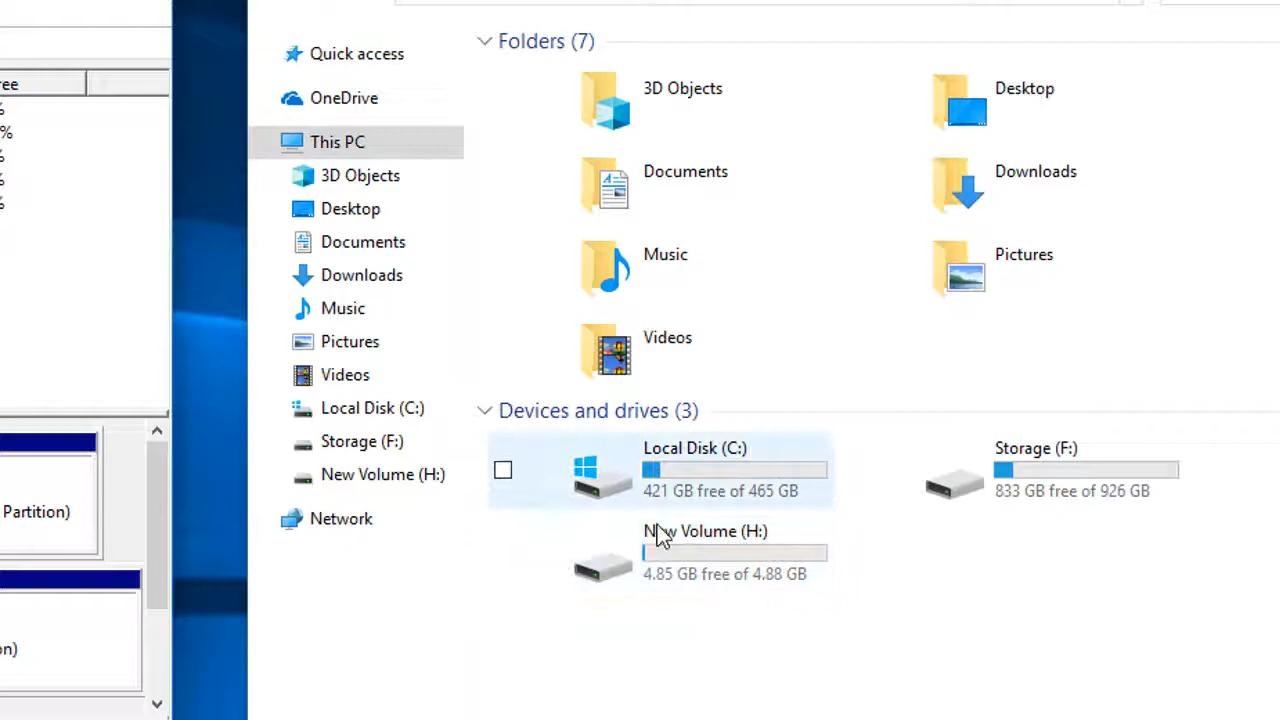 ree
%
%
%
%
%
Partition)
on)
Quick access
OneDrive
This PC
3D Objects
Desktop
Documents
Downloads
Music
Pictures
Videos
Local Disk (C:)
Storage (F:)
New Volume (H:)
Network
Folders (7)
3D Objects
Desktop
Documents
Downloads
Music
Pictures
Videos
Devices and drives (3)
Local Disk (C:)
421 GB free of 465 GB
Storage (F:)
833 GB free of 926 GB
New Volume (H:)
4.85 GB free of 4.88 GB